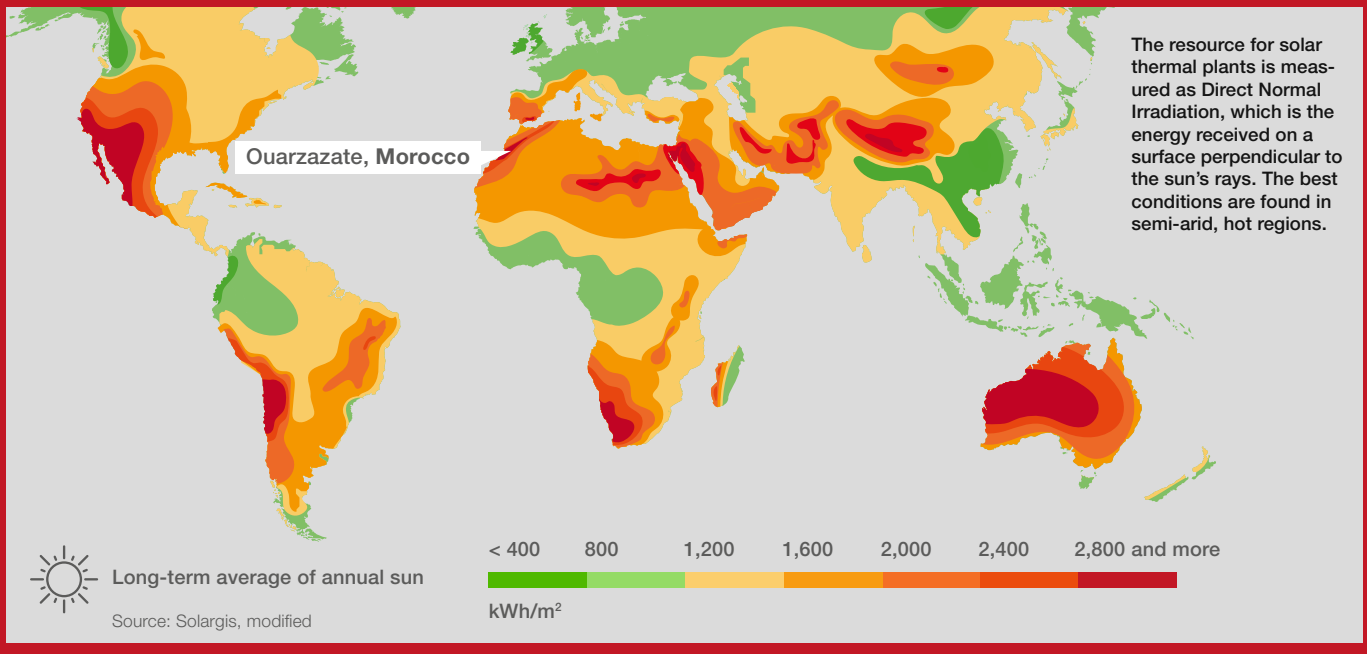 The resource for solar
thermal plants is meas-
ured as Direct Normal
Irradiation, which is the
energy received on a
surface perpendicular to
the sun's rays. The best
conditions are found in
semi-arid, hot regions.
Ouarzazate, Morocco
Long-term average of annual sun
Source: Solargis, modified
< 400 800 1,200 1,600 2,000 2,400 2,800 and more
kWh/m²